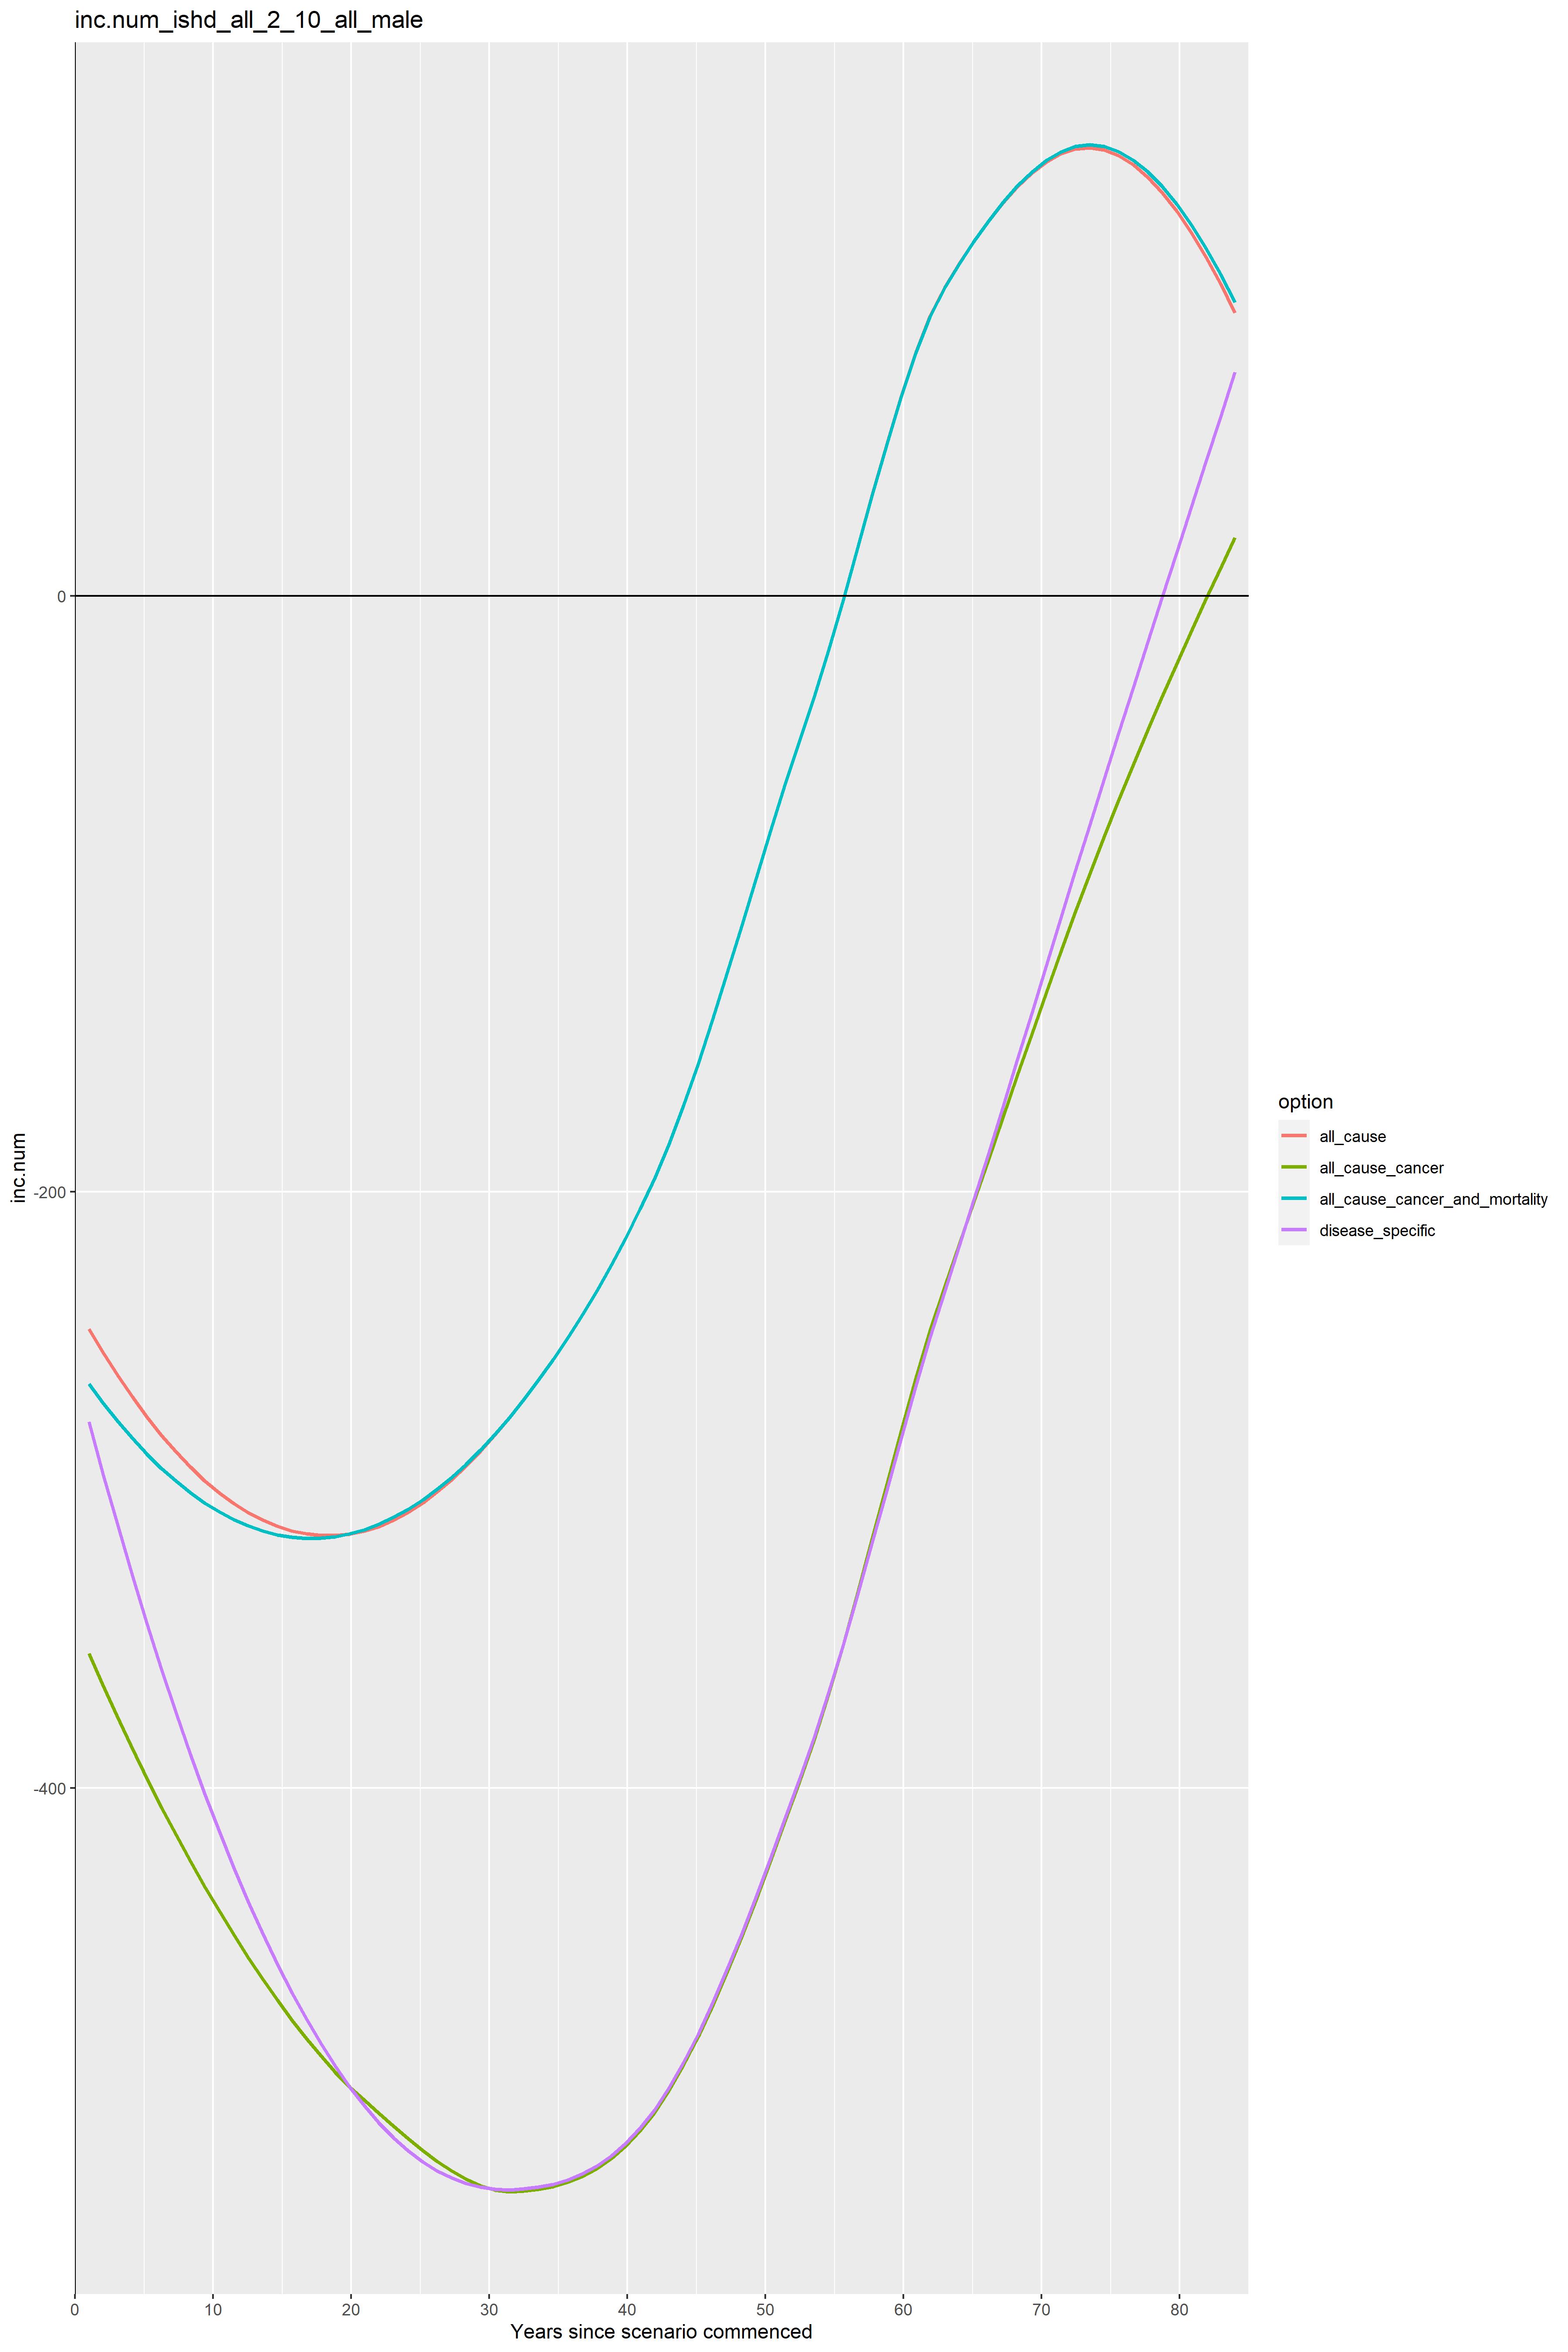 inc.num_ishd_all_2_10_all_male
inc.num
0
-200
-400
0 10 20 30 40 50 60 70 80
Years since scenario commenced
option
all_cause
all_cause_cancer
all_cause_cancer_and_mortality
disease_specific